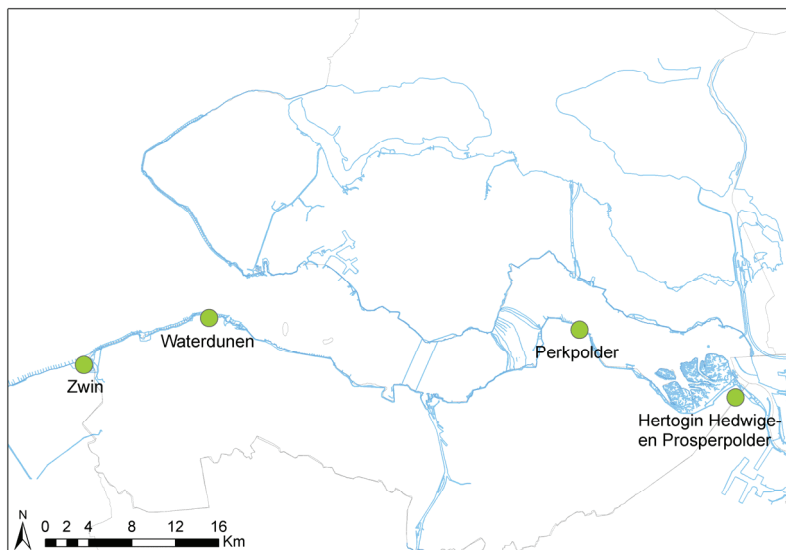 Waterdunen
Zwin
Perkpolder
Hertogin Hedwige-
en Prosperpolder
N
0 2 4 8 12 16
Km